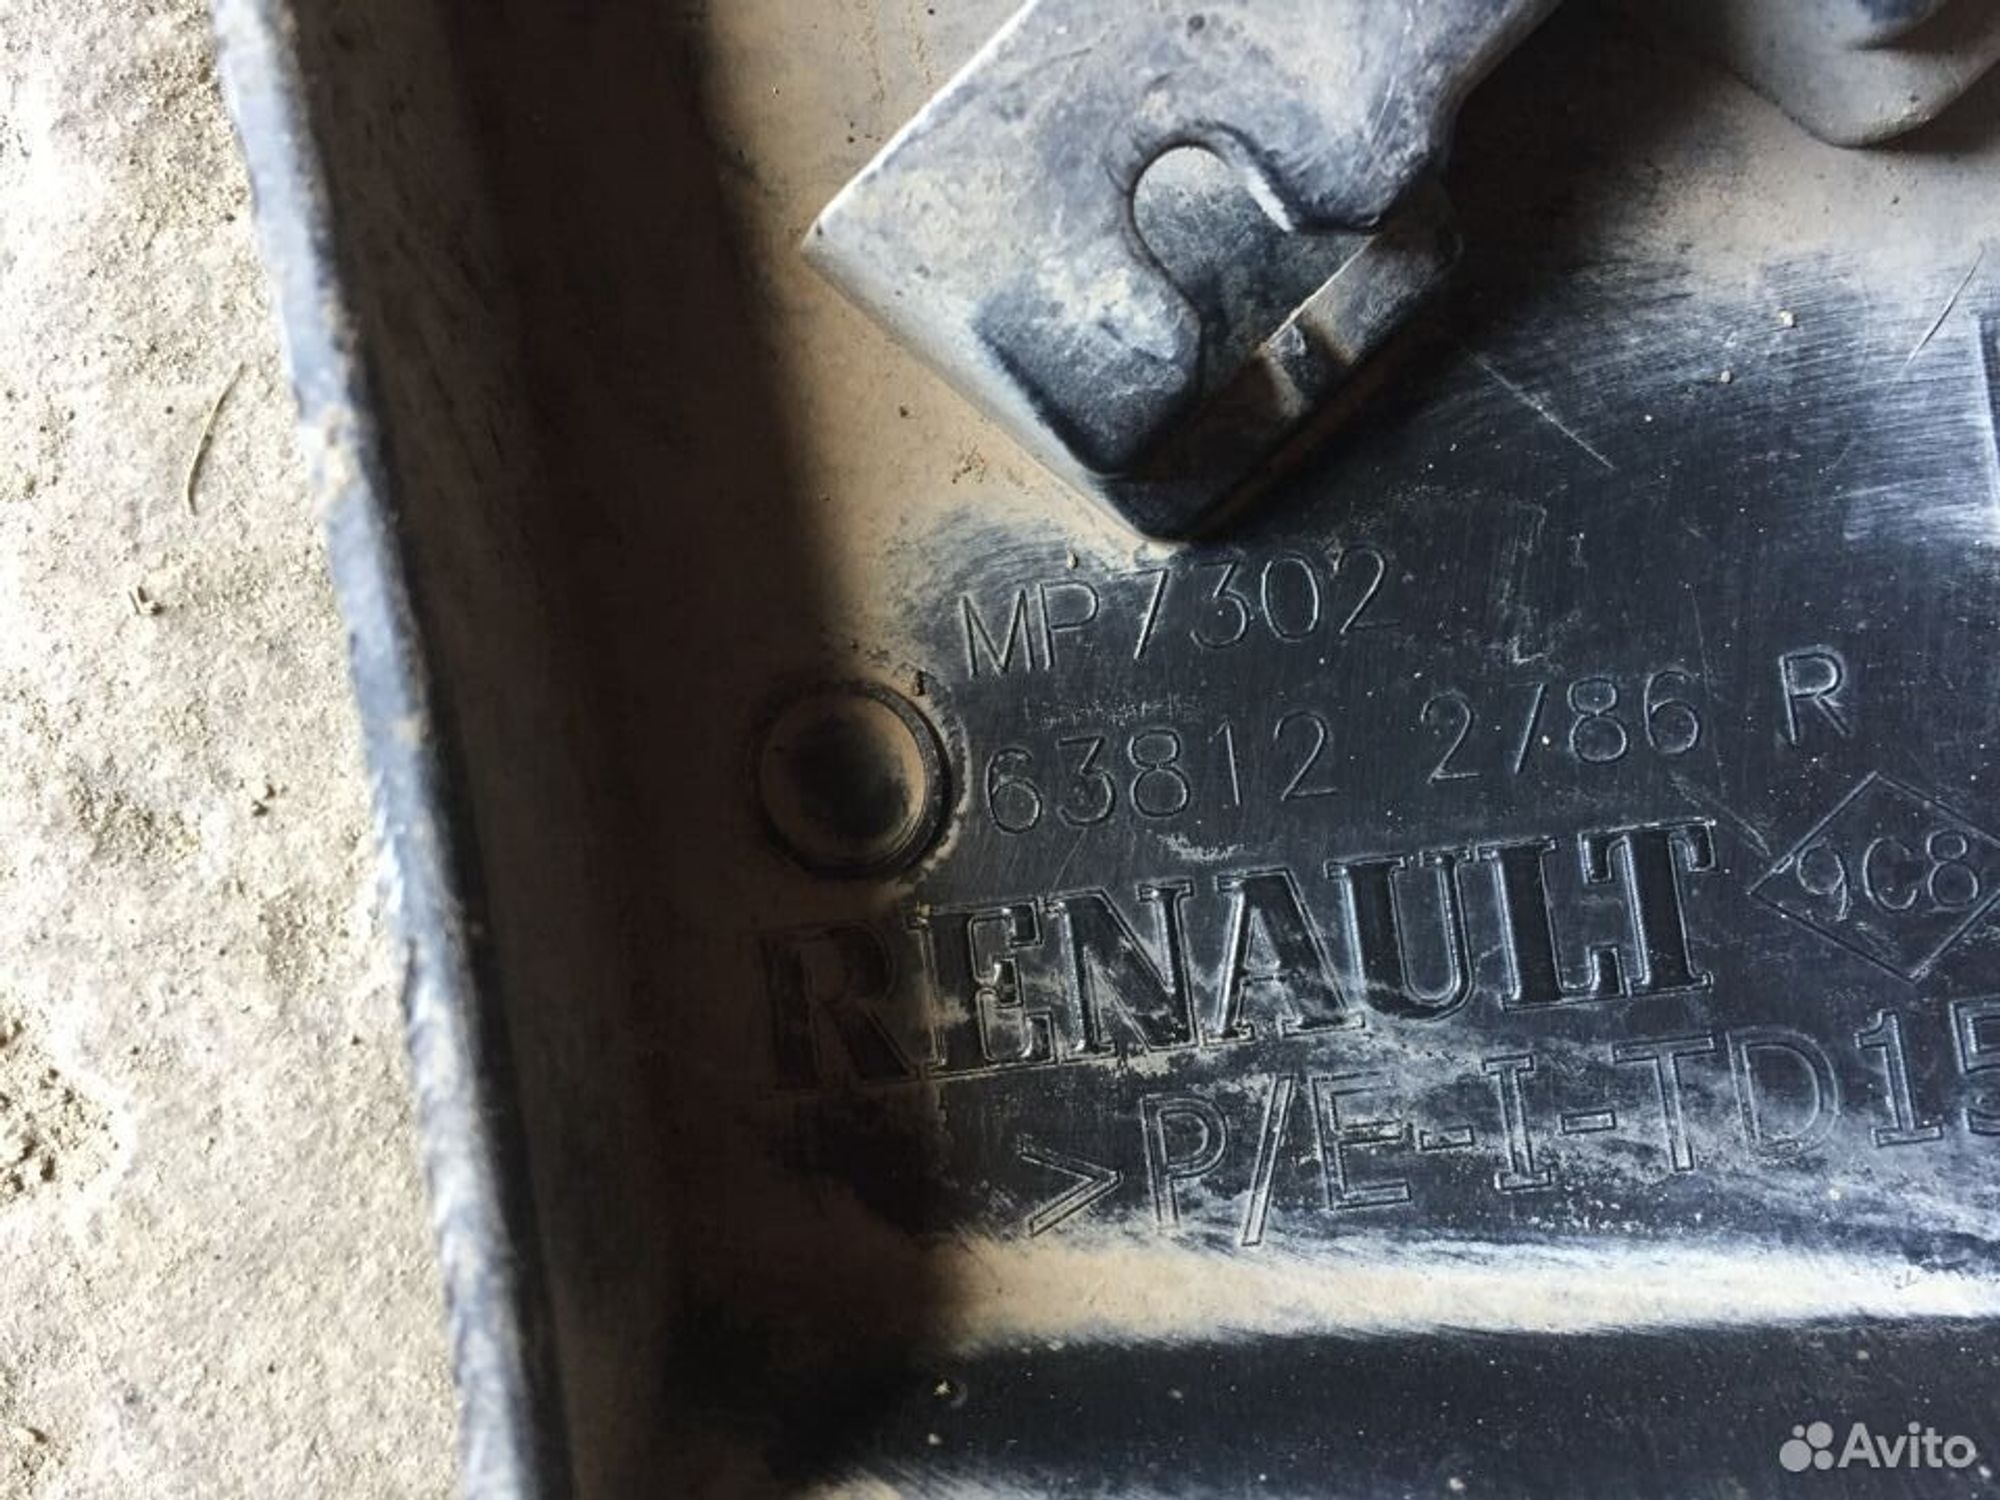 MP7302
63812 2786 R
RENAULT
9C8
>P/E-I-TD15
Avito